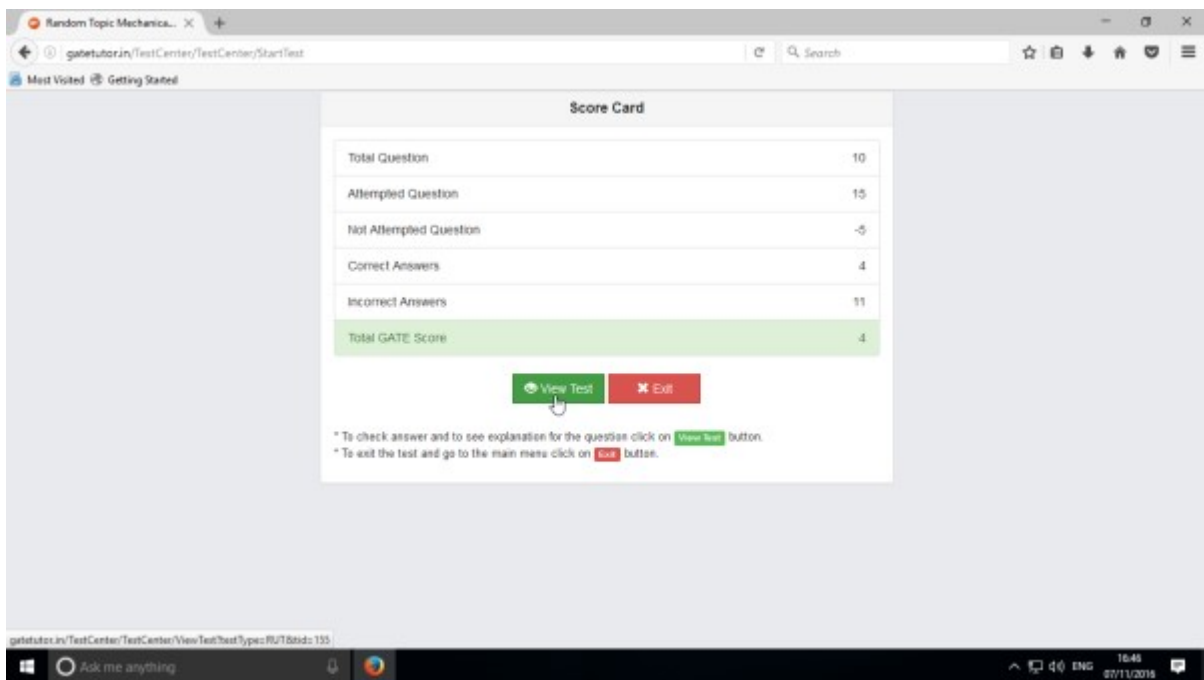 Random Topic Mechanica...
gatetutor.in/TestCenter/TestCenter/StartTest
Search
Most Visited Getting Started
Score Card
Total Question 10
Attempted Question 15
Not Attempted Question -5
Correct Answers 4
Incorrect Answers 11
Total GATE Score 4
View Test Exit
* To check answer and to see explanation for the question click on View Test button.
* To exit the test and go to the main menu click on Exit button.
gatetutor.in/TestCenter/TestCenter/ViewTest?testType=RUT&tid=155
Ask me anything
ENG
16:46
07/11/2016